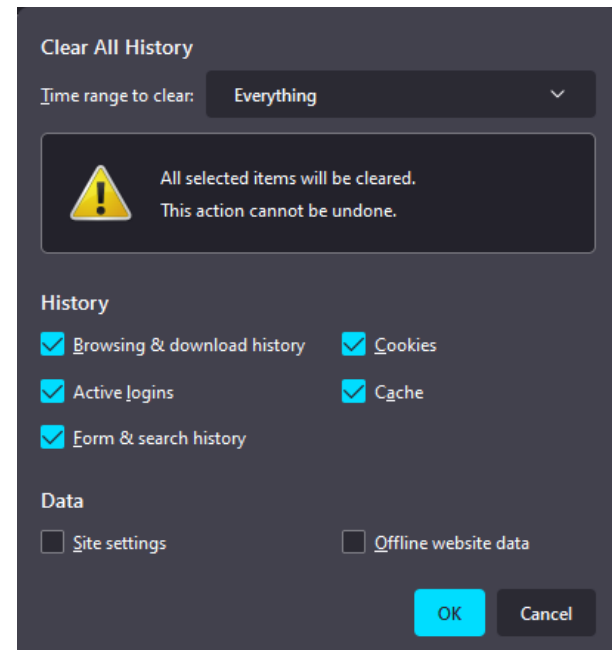 Clear All History
Time range to clear: Everything
All selected items will be cleared.
This action cannot be undone.
History
Browsing & download history Cookies
Active logins Cache
Form & search history
Data
Site settings Offline website data
OK Cancel